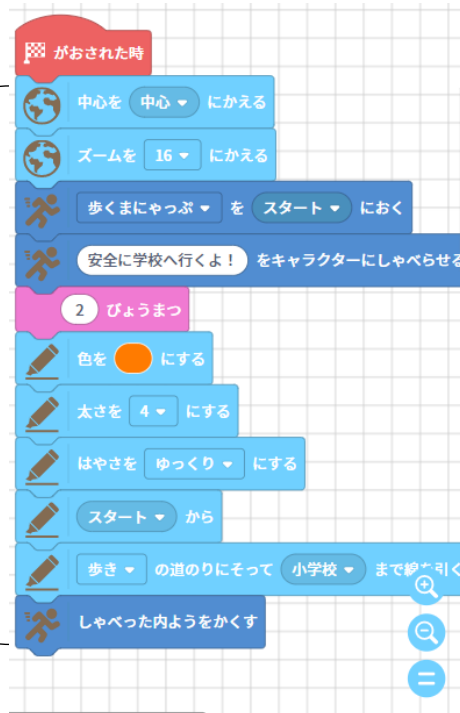 がおされた時
中心を 中心 にかえる
ズームを 16 にかえる
歩くまにゃっぷ を スタート におく
安全に学校へ行くよ！ をキャラクターにしゃべらせる
2 びょうまつ
色を にする
太さを 4 にする
はやさを ゆっくり にする
スタート から
歩き の道のりにそって 小学校 まで線を引く
しゃべった内ようをかくす